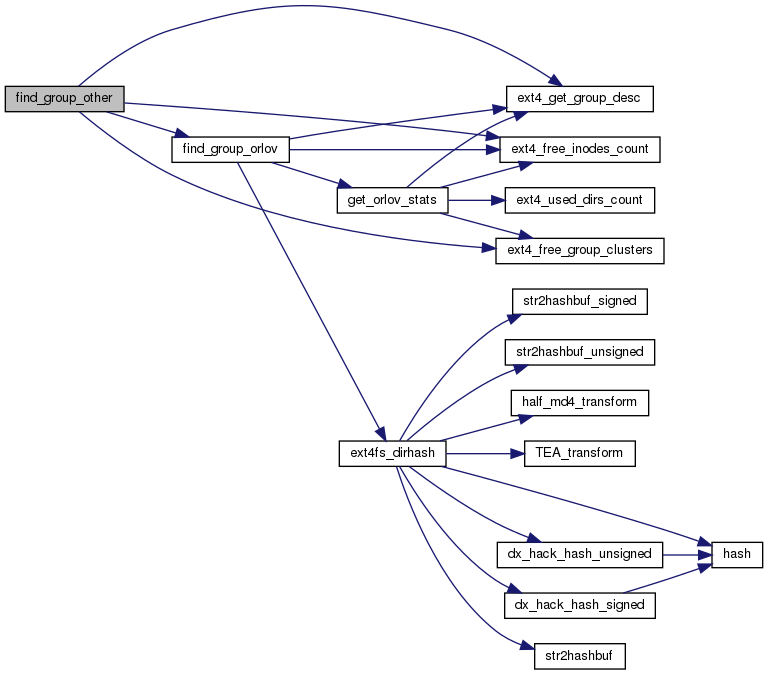 find_group_other
ext4_get_group_desc
find_group_orlov
ext4_free_inodes_count
get_orlov_stats
ext4_used_dirs_count
ext4_free_group_clusters
str2hashbuf_signed
str2hashbuf_unsigned
half_md4_transform
ext4fs_dirhash
TEA_transform
dx_hack_hash_unsigned
hash
dx_hack_hash_signed
str2hashbuf